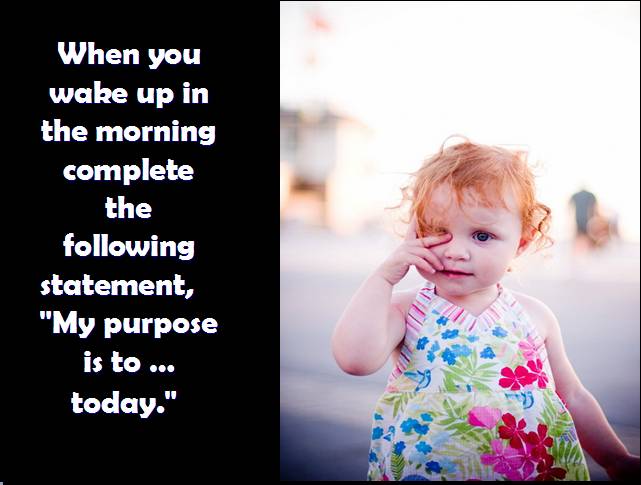 When you
wake up in
the morning
complete
the
following
statement,
"My purpose
is to ...
today."